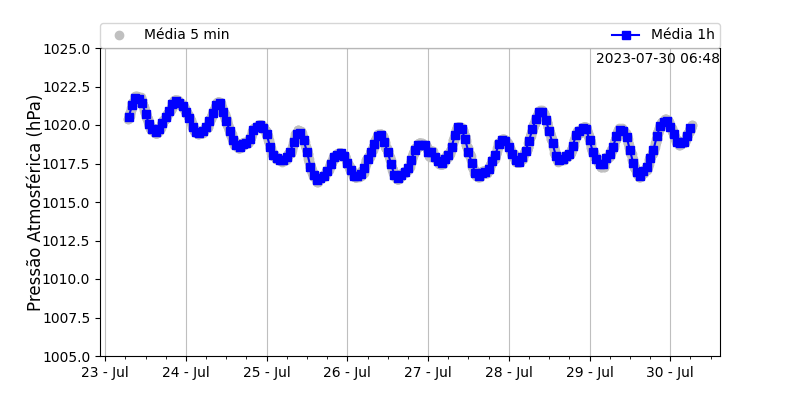 Média 5 min
Média 1h
2023-07-30 06:48
Pressão Atmosférica (hPa)
1025.0
1022.5
1020.0
1017.5
1015.0
1012.5
1010.0
1007.5
1005.0
23 - Jul
24 - Jul
25 - Jul
26 - Jul
27 - Jul
28 - Jul
29 - Jul
30 - Jul